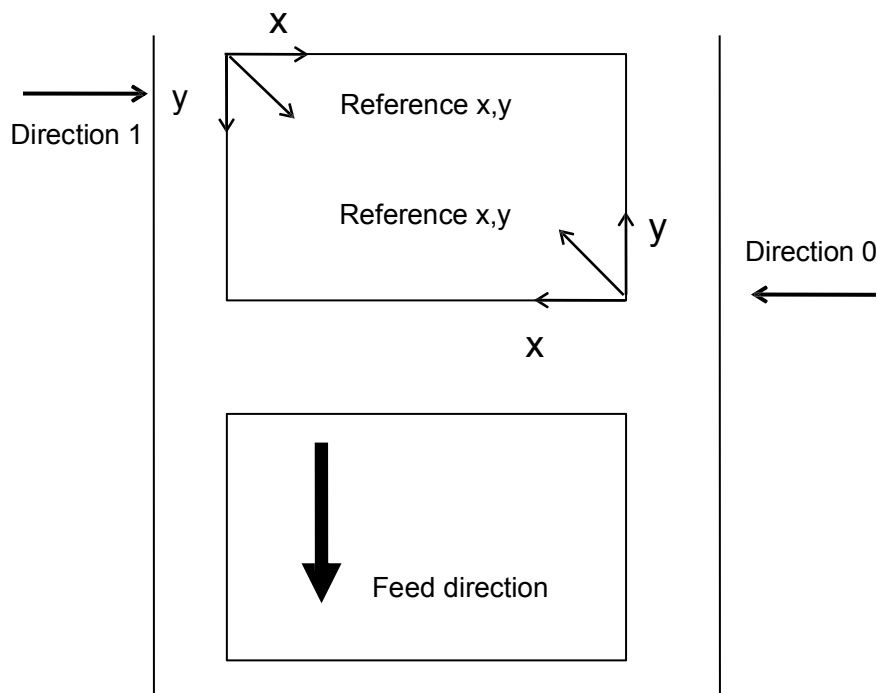 x
y
Direction 1
Reference x,y
Reference x,y
y
Direction 0
x
Feed direction